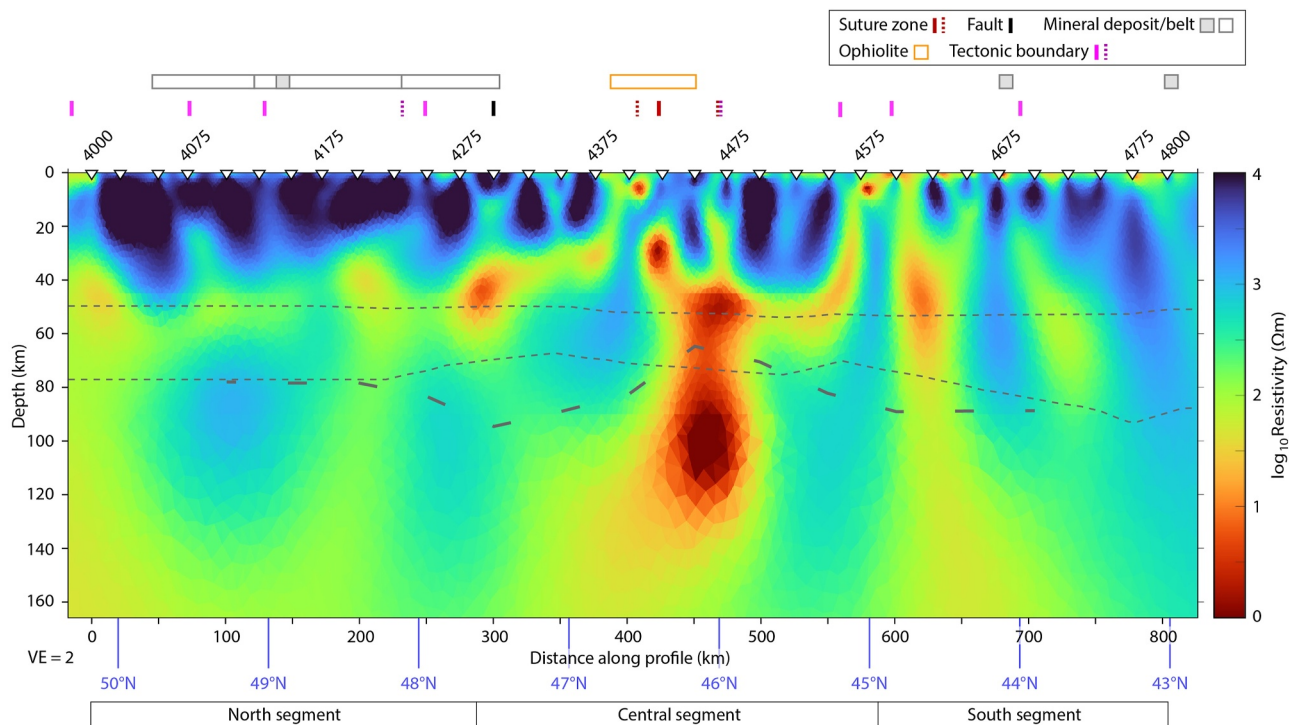 Suture zone Fault Mineral deposit/belt
Ophiolite Tectonic boundary
4000 4075 4175 4275 4375 4475 4575 4675 4775 4800
0
20
40
60
80
100
120
140
160
Depth (km)
4
3
2
1
0
log10Resistivity (Ωm)
0 100 200 300 400 500 600 700 800
VE = 2 Distance along profile (km)
50°N 49°N 48°N 47°N 46°N 45°N 44°N 43°N
North segment Central segment South segment